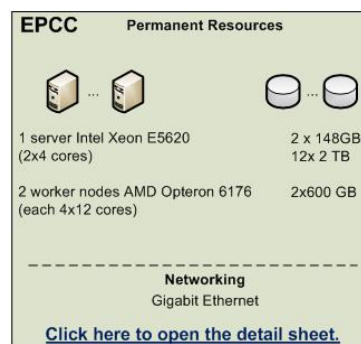 EPCC Permanent Resources
... ...
1 server Intel Xeon E5620 2 x 148GB
(2x4 cores) 12x 2 TB
2 worker nodes AMD Opteron 6176 2x600 GB
(each 4x12 cores)
Networking
Gigabit Ethernet
Click here to open the detail sheet.